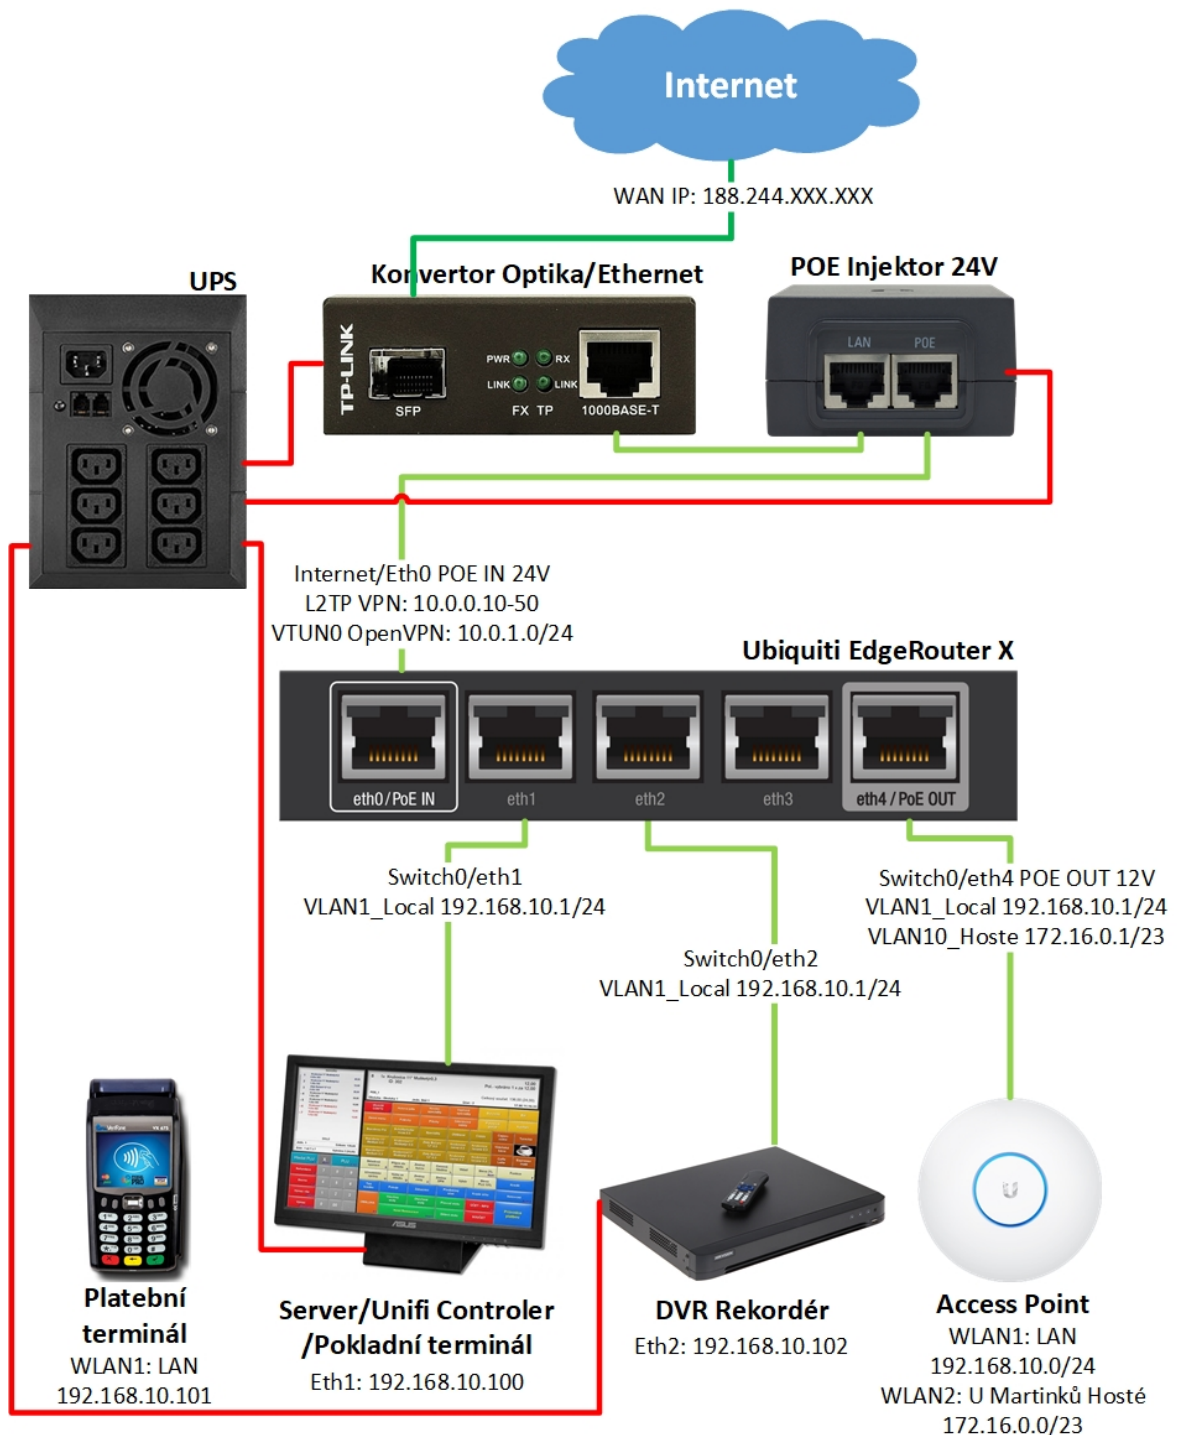 Internet
WAN IP: 188.244.XXX.XXX
UPS
Konvertor Optika/Ethernet
POE Injektor 24V
TP-LINK
PWR
RX
LINK
LINK
SFP
FX TP
1000BASE-T
LAN
POE
Internet/Eth0 POE IN 24V
L2TP VPN: 10.0.0.10-50
VTUN0 OpenVPN: 10.0.1.0/24
Ubiquiti EdgeRouter X
eth0 / PoE IN
eth1
eth2
eth3
eth4 / PoE OUT
Switch0/eth1
VLAN1_Local 192.168.10.1/24
Switch0/eth4 POE OUT 12V
VLAN1_Local 192.168.10.1/24
VLAN10_Hoste 172.16.0.1/23
Switch0/eth2
VLAN1_Local 192.168.10.1/24
ASUS
Platební
terminál
WLAN1: LAN
192.168.10.101
Server/Unifi Controler
/Pokladní terminál
Eth1: 192.168.10.100
DVR Rekordér
Eth2: 192.168.10.102
Access Point
WLAN1: LAN
192.168.10.0/24
WLAN2: U Martinků Hosté
172.16.0.0/23